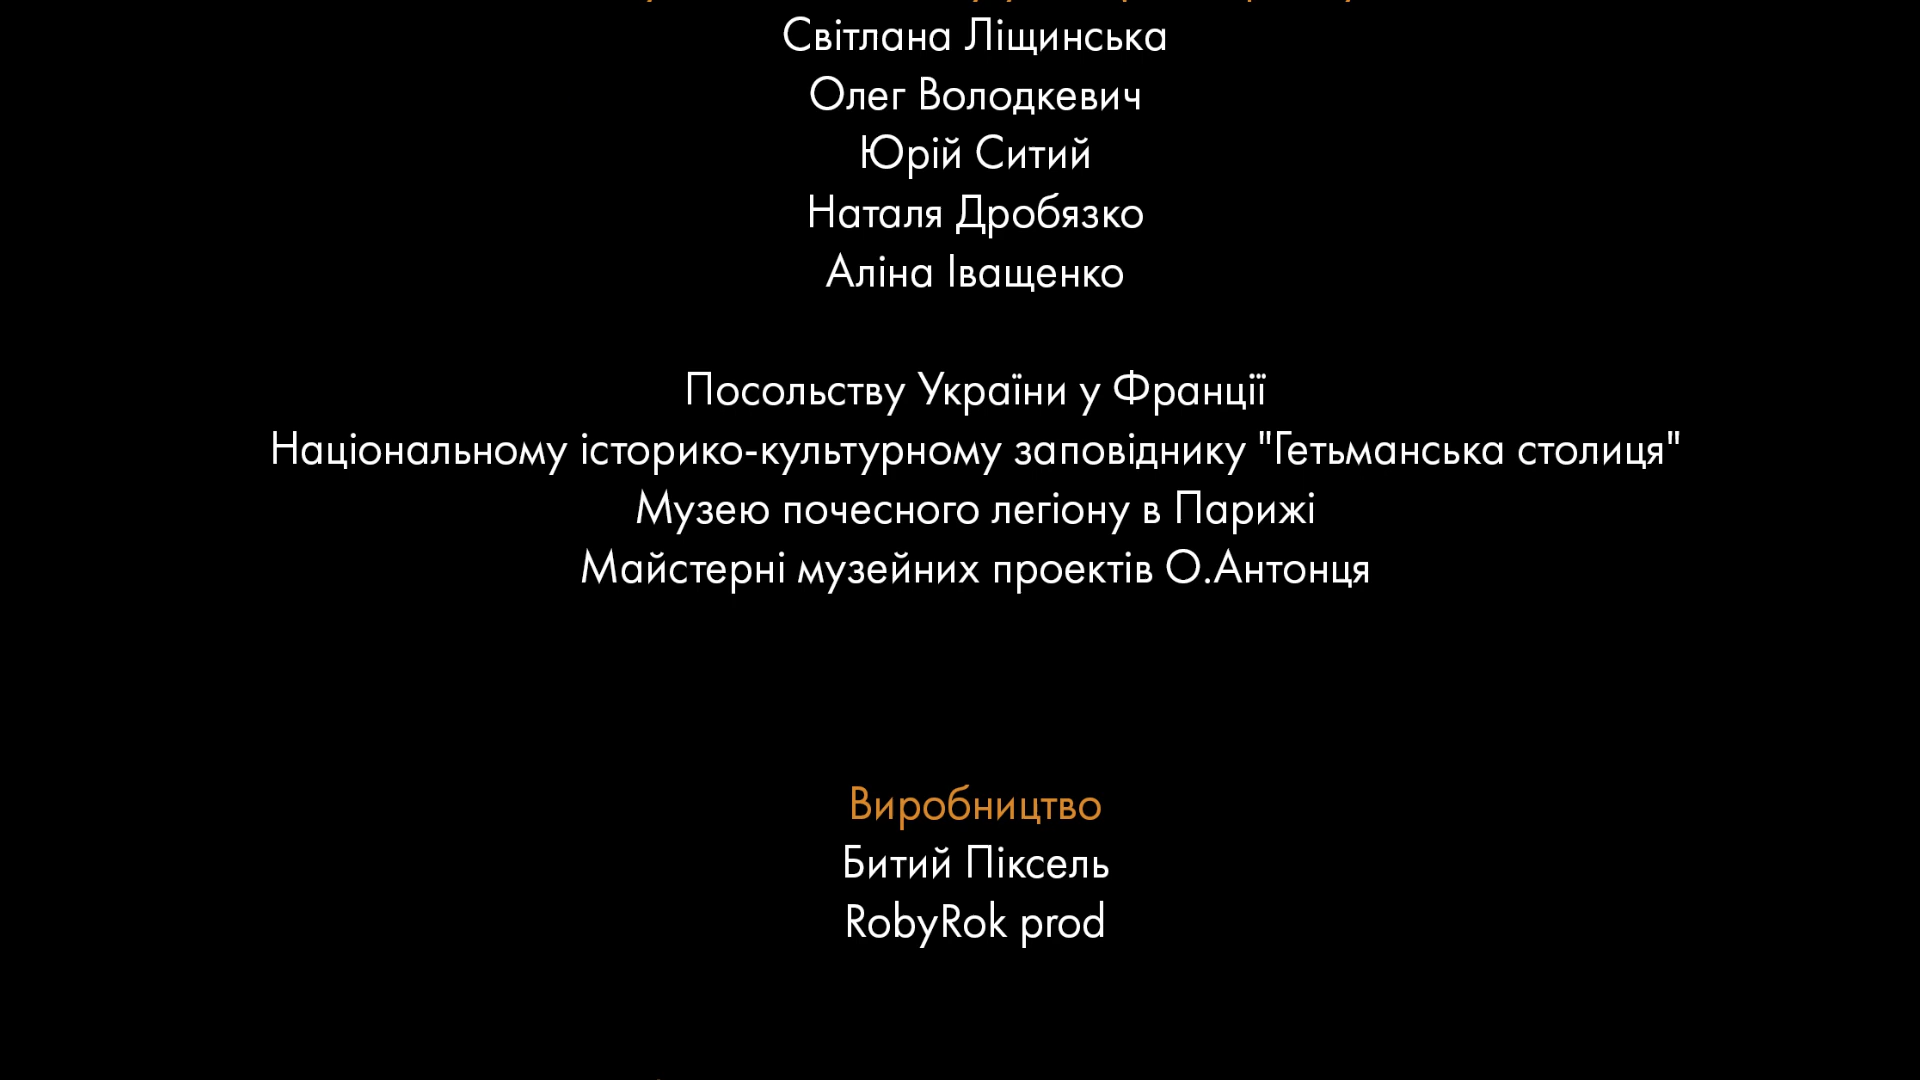 Світлана Ліщинська
Олег Володкевич
Юрій Ситий
Наталя Дробязко
Аліна Іващенко
Посольству України у Франції
Національному історико-культурному заповіднику "Гетьманська столиця"
Музею почесного легіону в Парижі
Майстерні музейних проектів О.Антонця
Виробництво
Битий Піксель
RobyRok prod